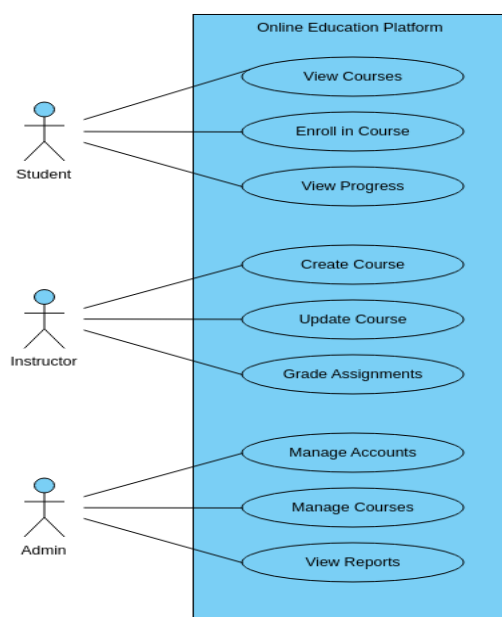 Online Education Platform
View Courses
Enroll in Course
Student
View Progress
Create Course
Update Course
Instructor
Grade Assignments
Manage Accounts
Manage Courses
Admin
View Reports